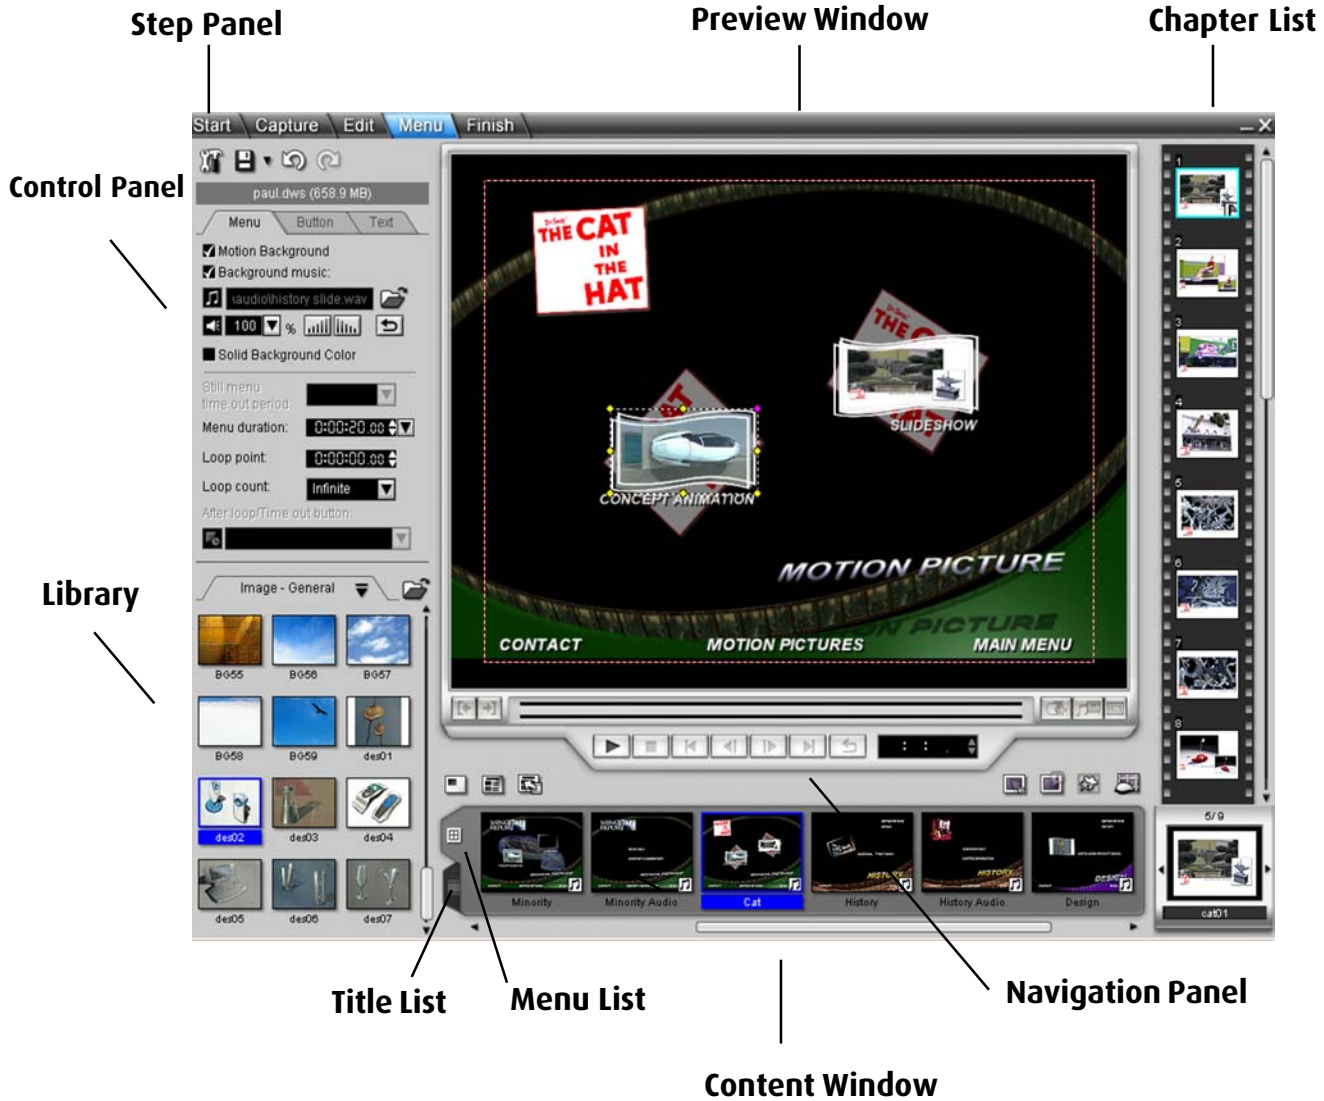 Step Panel
Preview Window
Chapter List
Start Capture Edit Menu Finish
Control Panel
paul.dws (658.9 MB)
Menu Button Text
Motion Background
Background music:
\audio\history slide.wav
100 %
Solid Background Color
Still menu
time out period:
Menu duration: 0:00:20.00
Loop point: 0:00:00.00
Loop count: Infinite
After loop/Time out button:
Dr. Seuss'
THE CAT
IN
THE
HAT
SLIDESHOW
CONCEPT ANIMATION
MOTION PICTURE
CONTACT MOTION PICTURES MAIN MENU
1
2
3
4
5
6
7
8
Library
Image - General
BG55 BG56 BG57
BG58 BG59 des01
des02 des03 des04
des05 des06 des07
Minority Minority Audio Cat History History Audio Design
5/9
cat01
Title List
Menu List
Navigation Panel
Content Window